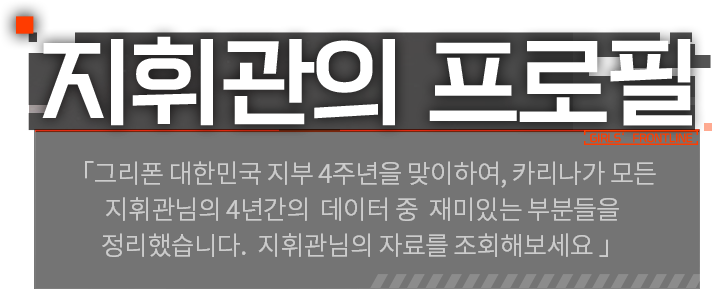 지휘관의 프로필
GIRLS' FRONTLINE
「그리폰 대한민국 지부 4주년을 맞이하여, 카리나가 모든
지휘관님의 4년간의 데이터 중 재미있는 부분들을
정리했습니다. 지휘관님의 자료를 조회해보세요 」